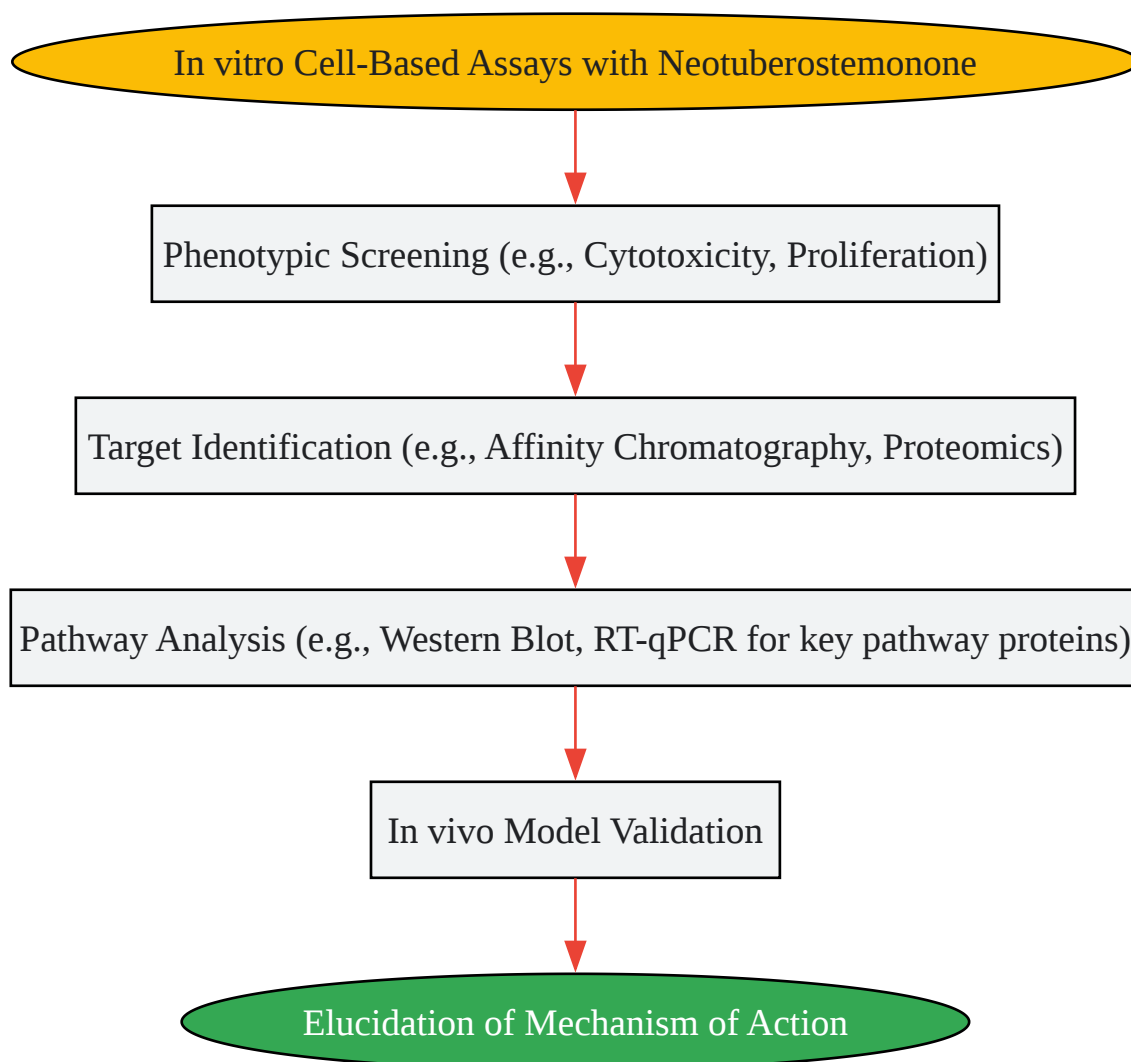 In vitro Cell-Based Assays with Neotuberostemonone
Phenotypic Screening (e.g., Cytotoxicity, Proliferation)
Target Identification (e.g., Affinity Chromatography, Proteomics)
Pathway Analysis (e.g., Western Blot, RT-qPCR for key pathway proteins)
In vivo Model Validation
Elucidation of Mechanism of Action